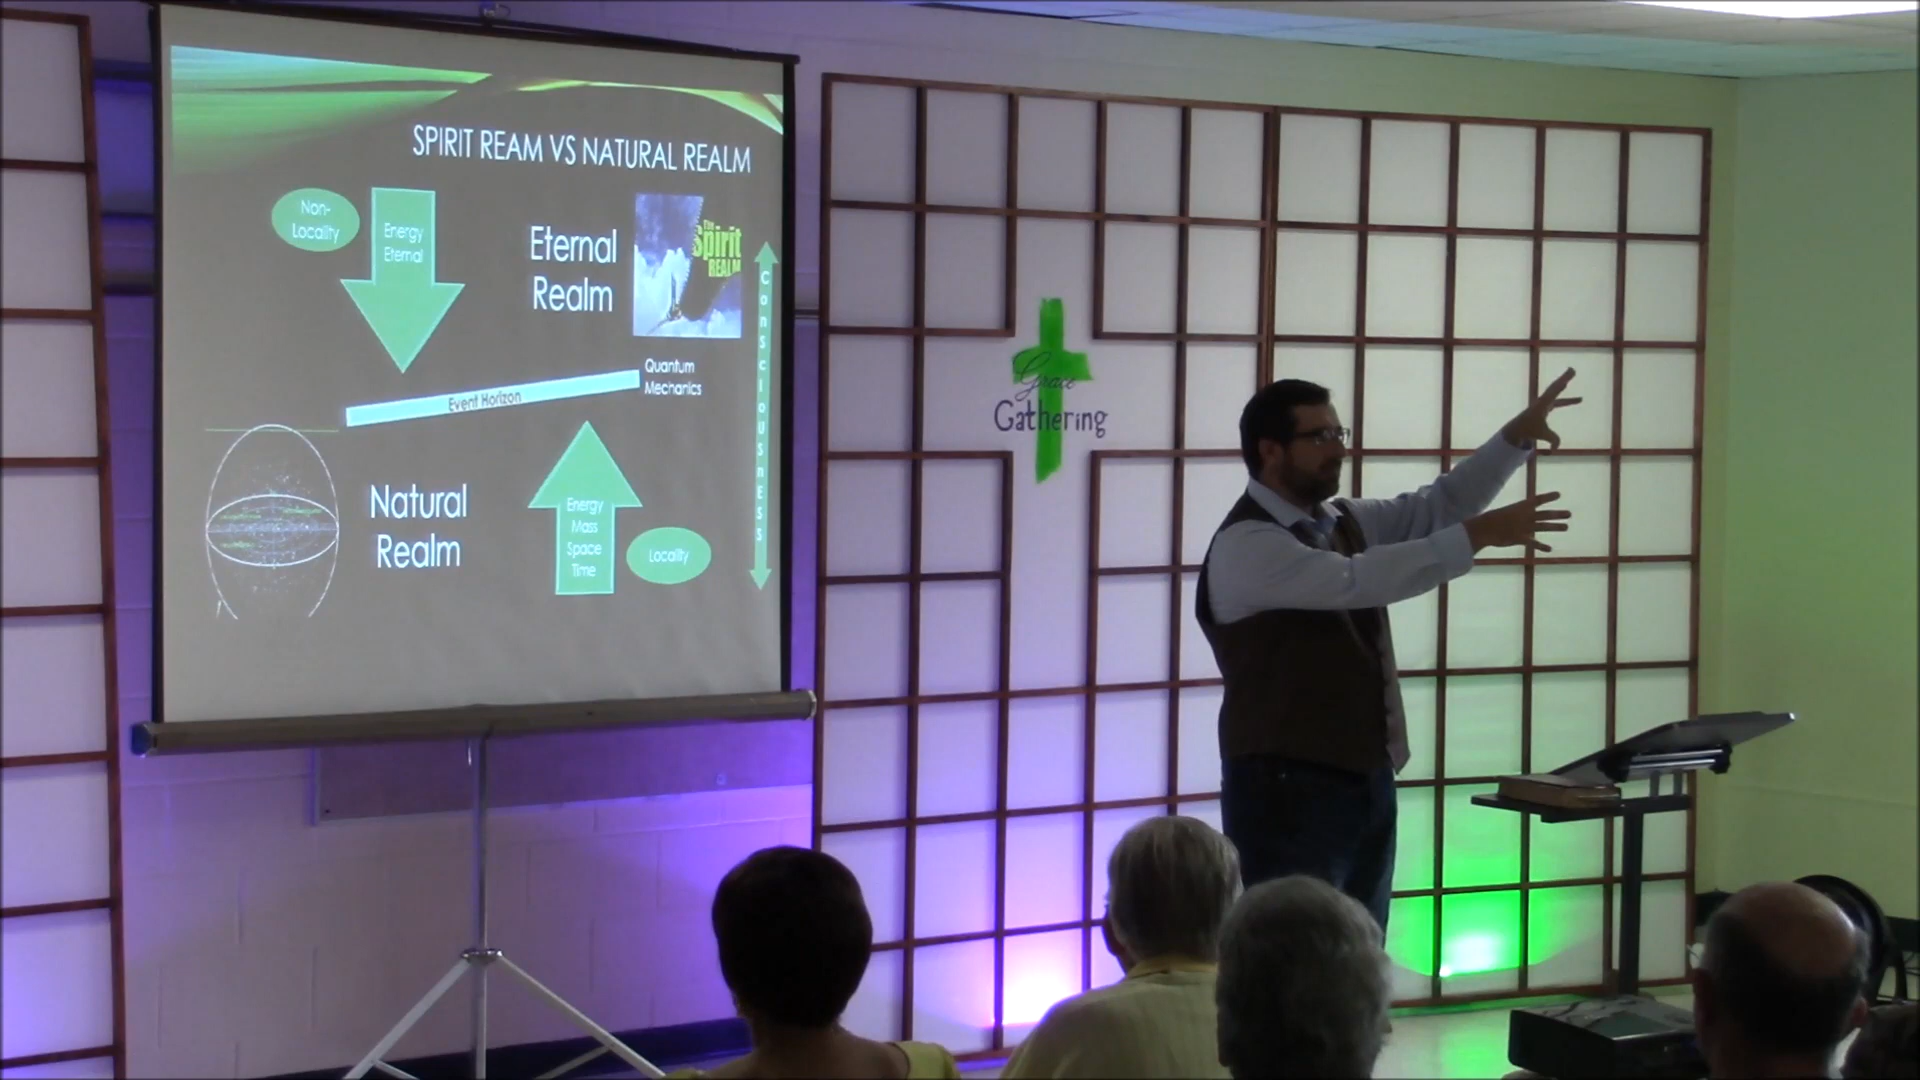 SPIRIT REAM VS NATURAL REALM
Non-
Locality
Energy
Eternal
Eternal
Realm
The
Spirit
REALM
Consciousness
Quantum
Mechanics
Event Horizon
Natural
Realm
Energy
Mass
Space
Time
Locality
Grace
Gathering